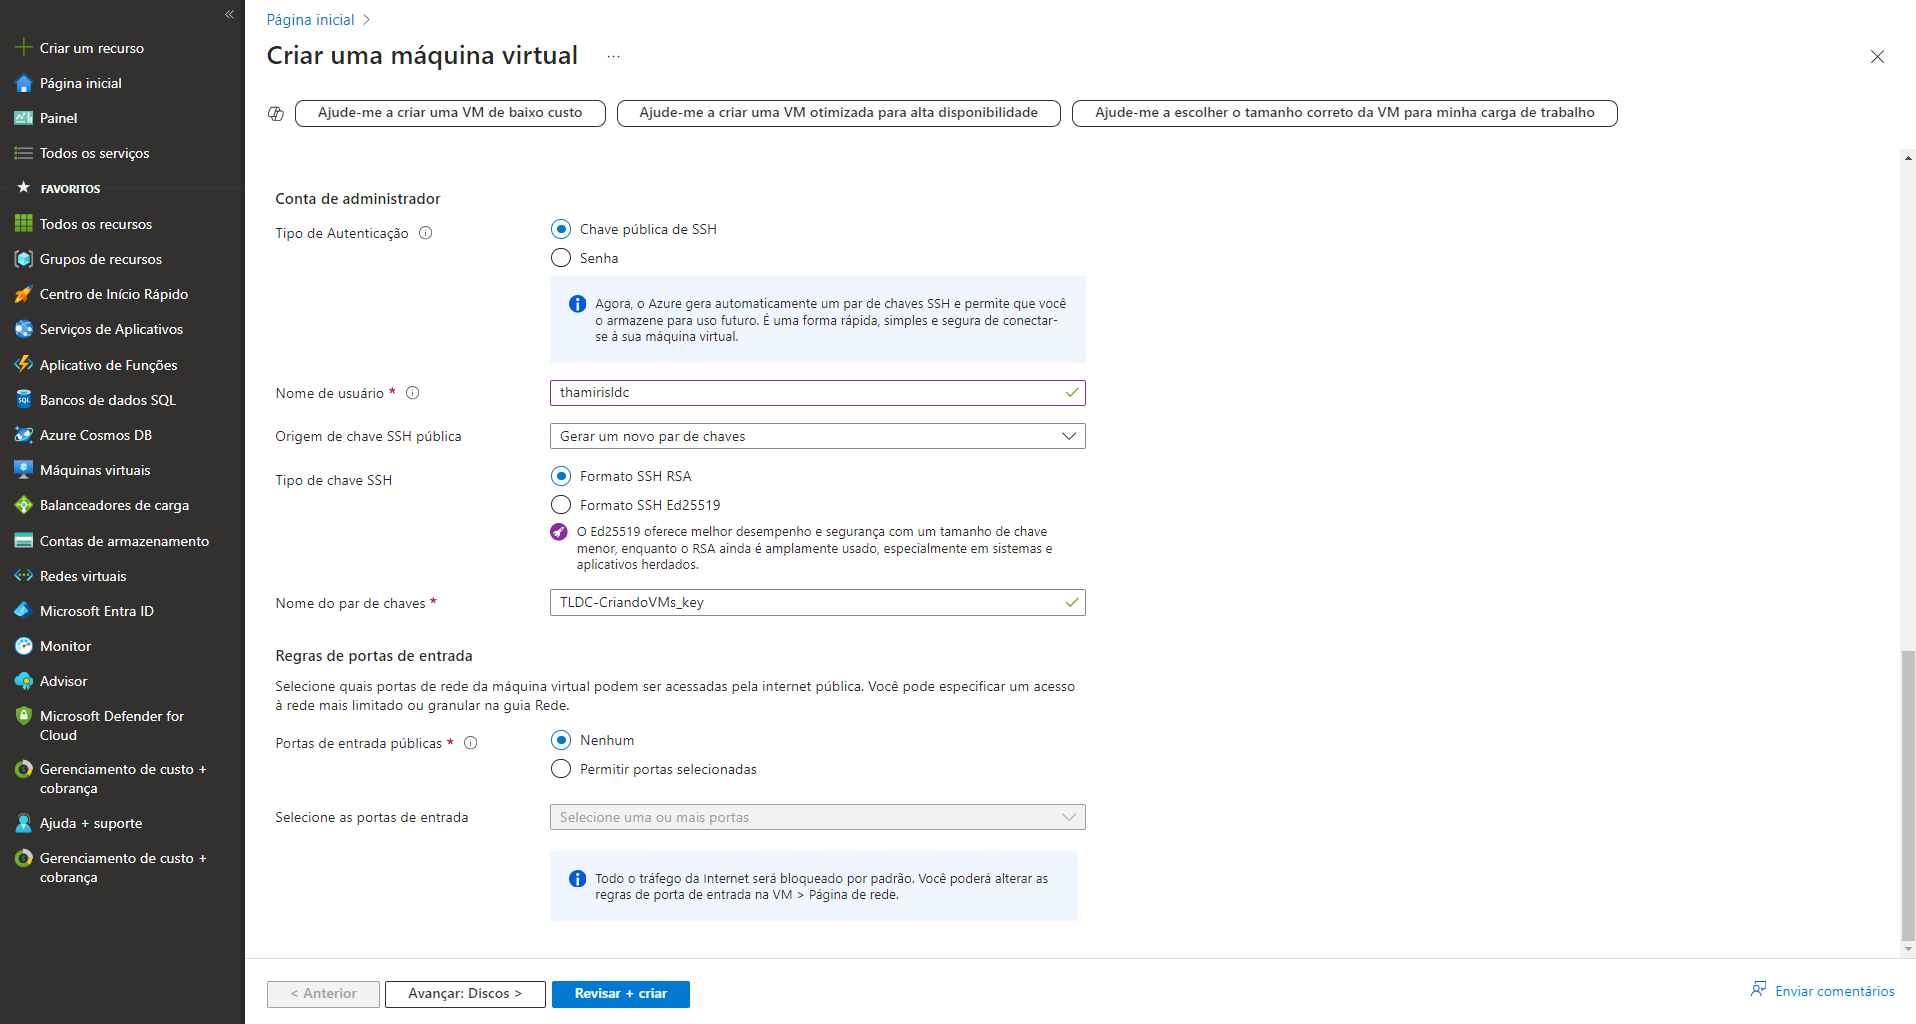 «
Criar um recurso
Página inicial
Painel
Todos os serviços
FAVORITOS
Todos os recursos
Grupos de recursos
Centro de Início Rápido
Serviços de Aplicativos
Aplicativo de Funções
Bancos de dados SQL
Azure Cosmos DB
Máquinas virtuais
Balanceadores de carga
Contas de armazenamento
Redes virtuais
Microsoft Entra ID
Monitor
Advisor
Microsoft Defender for
Cloud
Gerenciamento de custo +
cobrança
Ajuda + suporte
Gerenciamento de custo +
cobrança
Página inicial >
Criar uma máquina virtual ...
Ajude-me a criar uma VM de baixo custo
Ajude-me a criar uma VM otimizada para alta disponibilidade
Ajude-me a escolher o tamanho correto da VM para minha carga de trabalho
Conta de administrador
Tipo de Autenticação
Chave pública de SSH
Senha
Agora, o Azure gera automaticamente um par de chaves SSH e permite que você
o armazene para uso futuro. É uma forma rápida, simples e segura de conectar-
se à sua máquina virtual.
Nome de usuário *
thamirisldc
Origem de chave SSH pública
Gerar um novo par de chaves
Tipo de chave SSH
Formato SSH RSA
Formato SSH Ed25519
O Ed25519 oferece melhor desempenho e segurança com um tamanho de chave
menor, enquanto o RSA ainda é amplamente usado, especialmente em sistemas e
aplicativos herdados.
Nome do par de chaves *
TLDC-CriandoVMs_key
Regras de portas de entrada
Selecione quais portas de rede da máquina virtual podem ser acessadas pela internet pública. Você pode especificar um acesso
à rede mais limitado ou granular na guia Rede.
Portas de entrada públicas *
Nenhum
Permitir portas selecionadas
Selecione as portas de entrada
Selecione uma ou mais portas
Todo o tráfego da Internet será bloqueado por padrão. Você poderá alterar as
regras de porta de entrada na VM > Página de rede.
< Anterior
Avançar: Discos >
Revisar + criar
Enviar comentários